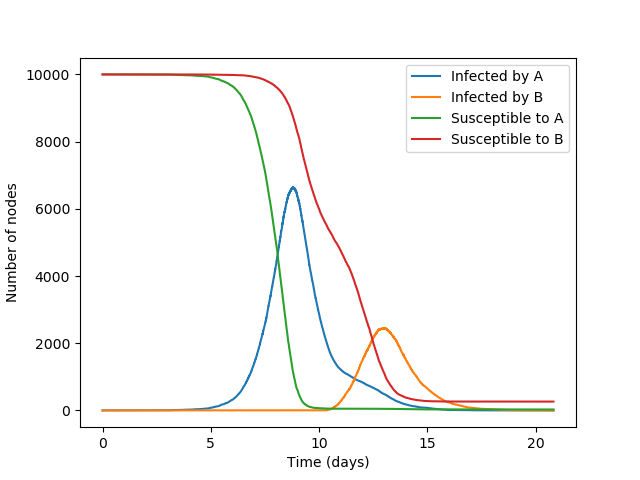 Infected by A
Infected by B
Susceptible to A
Susceptible to B
Number of nodes
10000
8000
6000
4000
2000
0
0 5 10 15 20
Time (days)